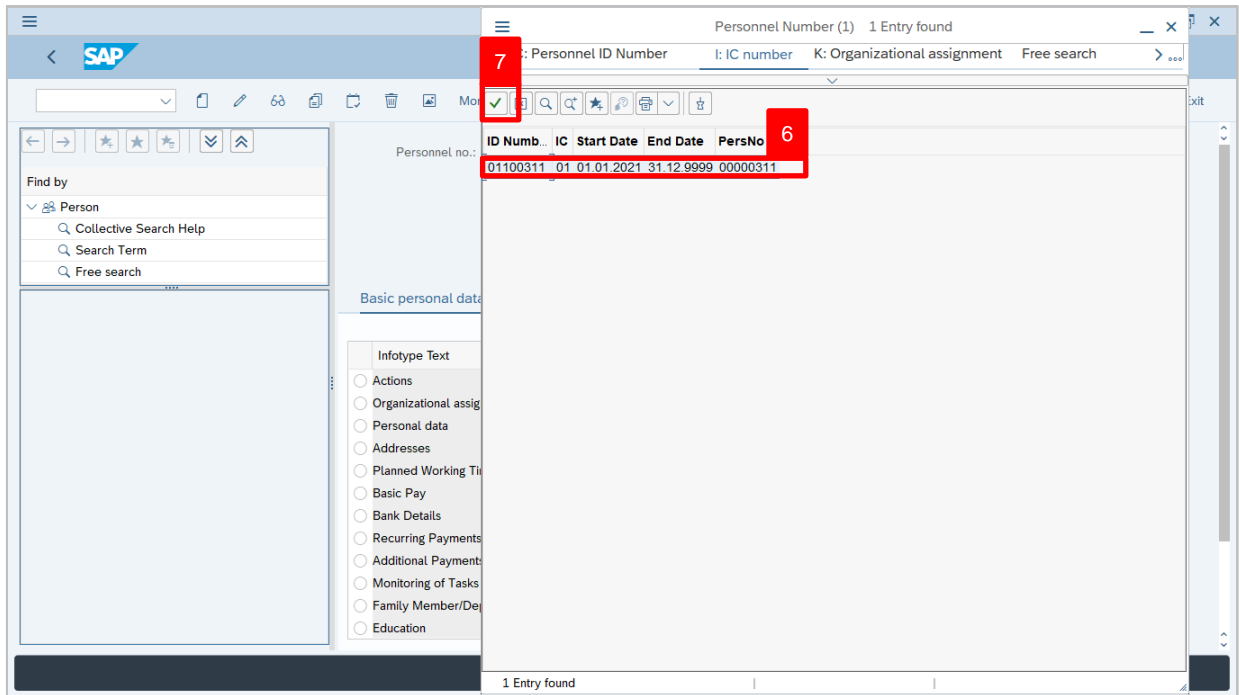 Personnel Number (1) 1 Entry found
SAP
: Personnel ID Number I: IC number K: Organizational assignment Free search
7
Exit
ID Numb... IC Start Date End Date PersNo
6
01100311 01 01.01.2021 31.12.9999 00000311
Personnel no.:
Find by
Person
Collective Search Help
Search Term
Free search
Basic personal data
Infotype Text
Actions
Organizational assig
Personal data
Addresses
Planned Working Ti
Basic Pay
Bank Details
Recurring Payments
Additional Payments
Monitoring of Tasks
Family Member/De
Education
1 Entry found